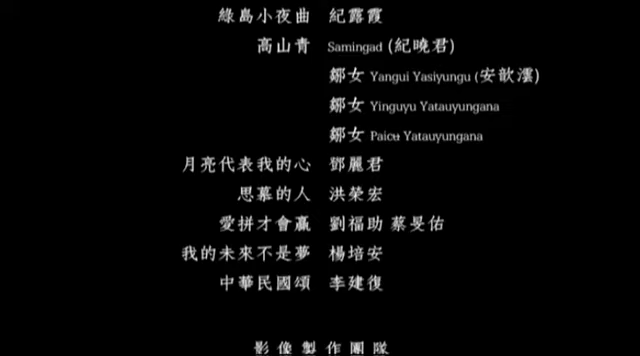 綠島小夜曲 紀露霞
高山青 Samingad (紀曉君)
鄒女 Yangui Yasiyungu (安歆澐)
鄒女 Yinguyu Yatauyungana
鄒女 Paicʉ Yatauyungana
月亮代表我的心 鄧麗君
思慕的人 洪榮宏
愛拼才會贏 劉福助 蔡旻佑
我的未來不是夢 楊培安
中華民國頌 李建復
影像製作團隊